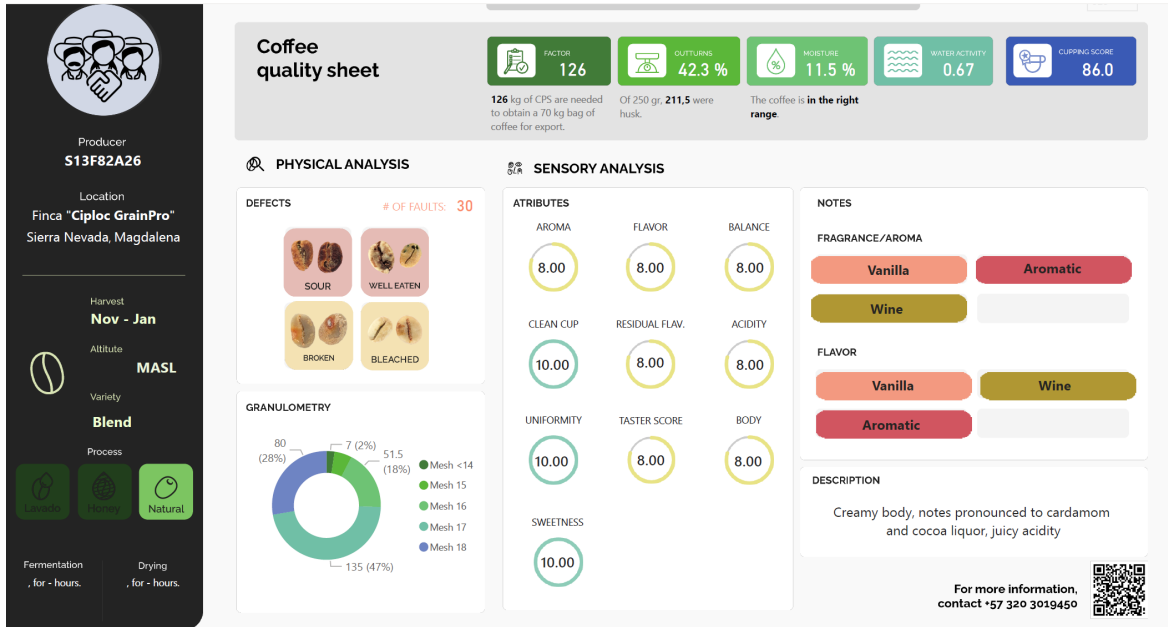 Producer
S13F82A26
Location
Finca "Ciploc GrainPro"
Sierra Nevada, Magdalena
Harvest
Nov - Jan
Altitute
MASL
Variety
Blend
Process
Lavado
Honey
Natural
Fermentation
, for - hours.
Drying
, for - hours.
Coffee
quality sheet
FACTOR
126
126 kg of CPS are needed
to obtain a 70 kg bag of
coffee for export.
OUTTURNS
42.3 %
Of 250 gr, 211,5 were
husk.
MOISTURE
11.5 %
The coffee is in the right
range.
WATER ACTIVITY
0.67
CUPPING SCORE
86.0
PHYSICAL ANALYSIS
DEFECTS
# OF FAULTS: 30
SOUR
WELL EATEN
BROKEN
BLEACHED
GRANULOMETRY
80
(28%)
7 (2%)
51.5
(18%)
135 (47%)
Mesh <14
Mesh 15
Mesh 16
Mesh 17
Mesh 18
SENSORY ANALYSIS
ATRIBUTES
AROMA
8.00
FLAVOR
8.00
BALANCE
8.00
CLEAN CUP
10.00
RESIDUAL FLAV.
8.00
ACIDITY
8.00
UNIFORMITY
10.00
TASTER SCORE
8.00
BODY
8.00
SWEETNESS
10.00
NOTES
FRAGRANCE/AROMA
Vanilla
Aromatic
Wine
FLAVOR
Vanilla
Wine
Aromatic
DESCRIPTION
Creamy body, notes pronounced to cardamom
and cocoa liquor, juicy acidity
For more information,
contact +57 320 3019450